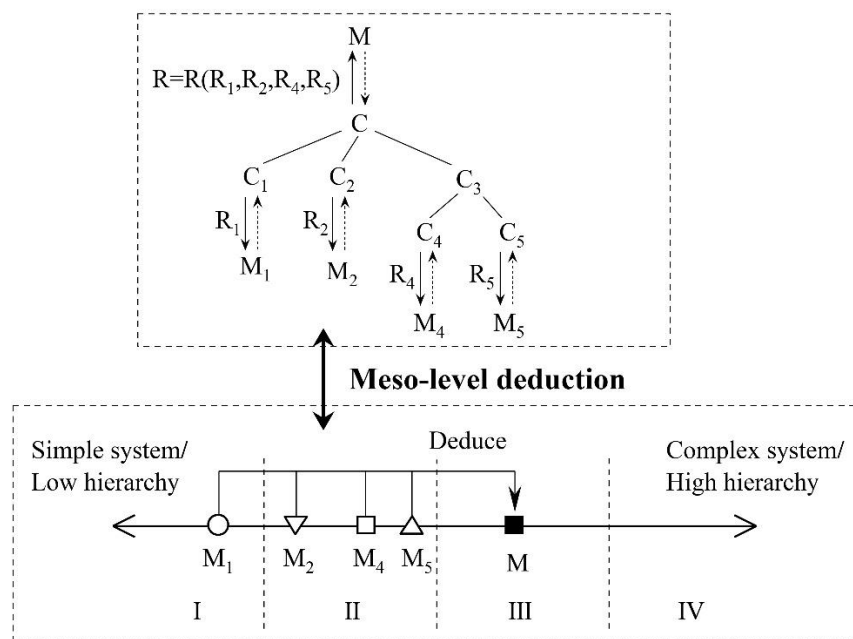 M
R=R(R₁,R₂,R₄,R₅)
C
C₁ C₂ C₃
R₁ R₂ C₄ C₅
M₁ M₂ R₄ R₅
M₄ M₅
Meso-level deduction
Simple system/
Low hierarchy
Deduce
Complex system/
High hierarchy
M₁ M₂ M₄ M₅ M
I II III IV